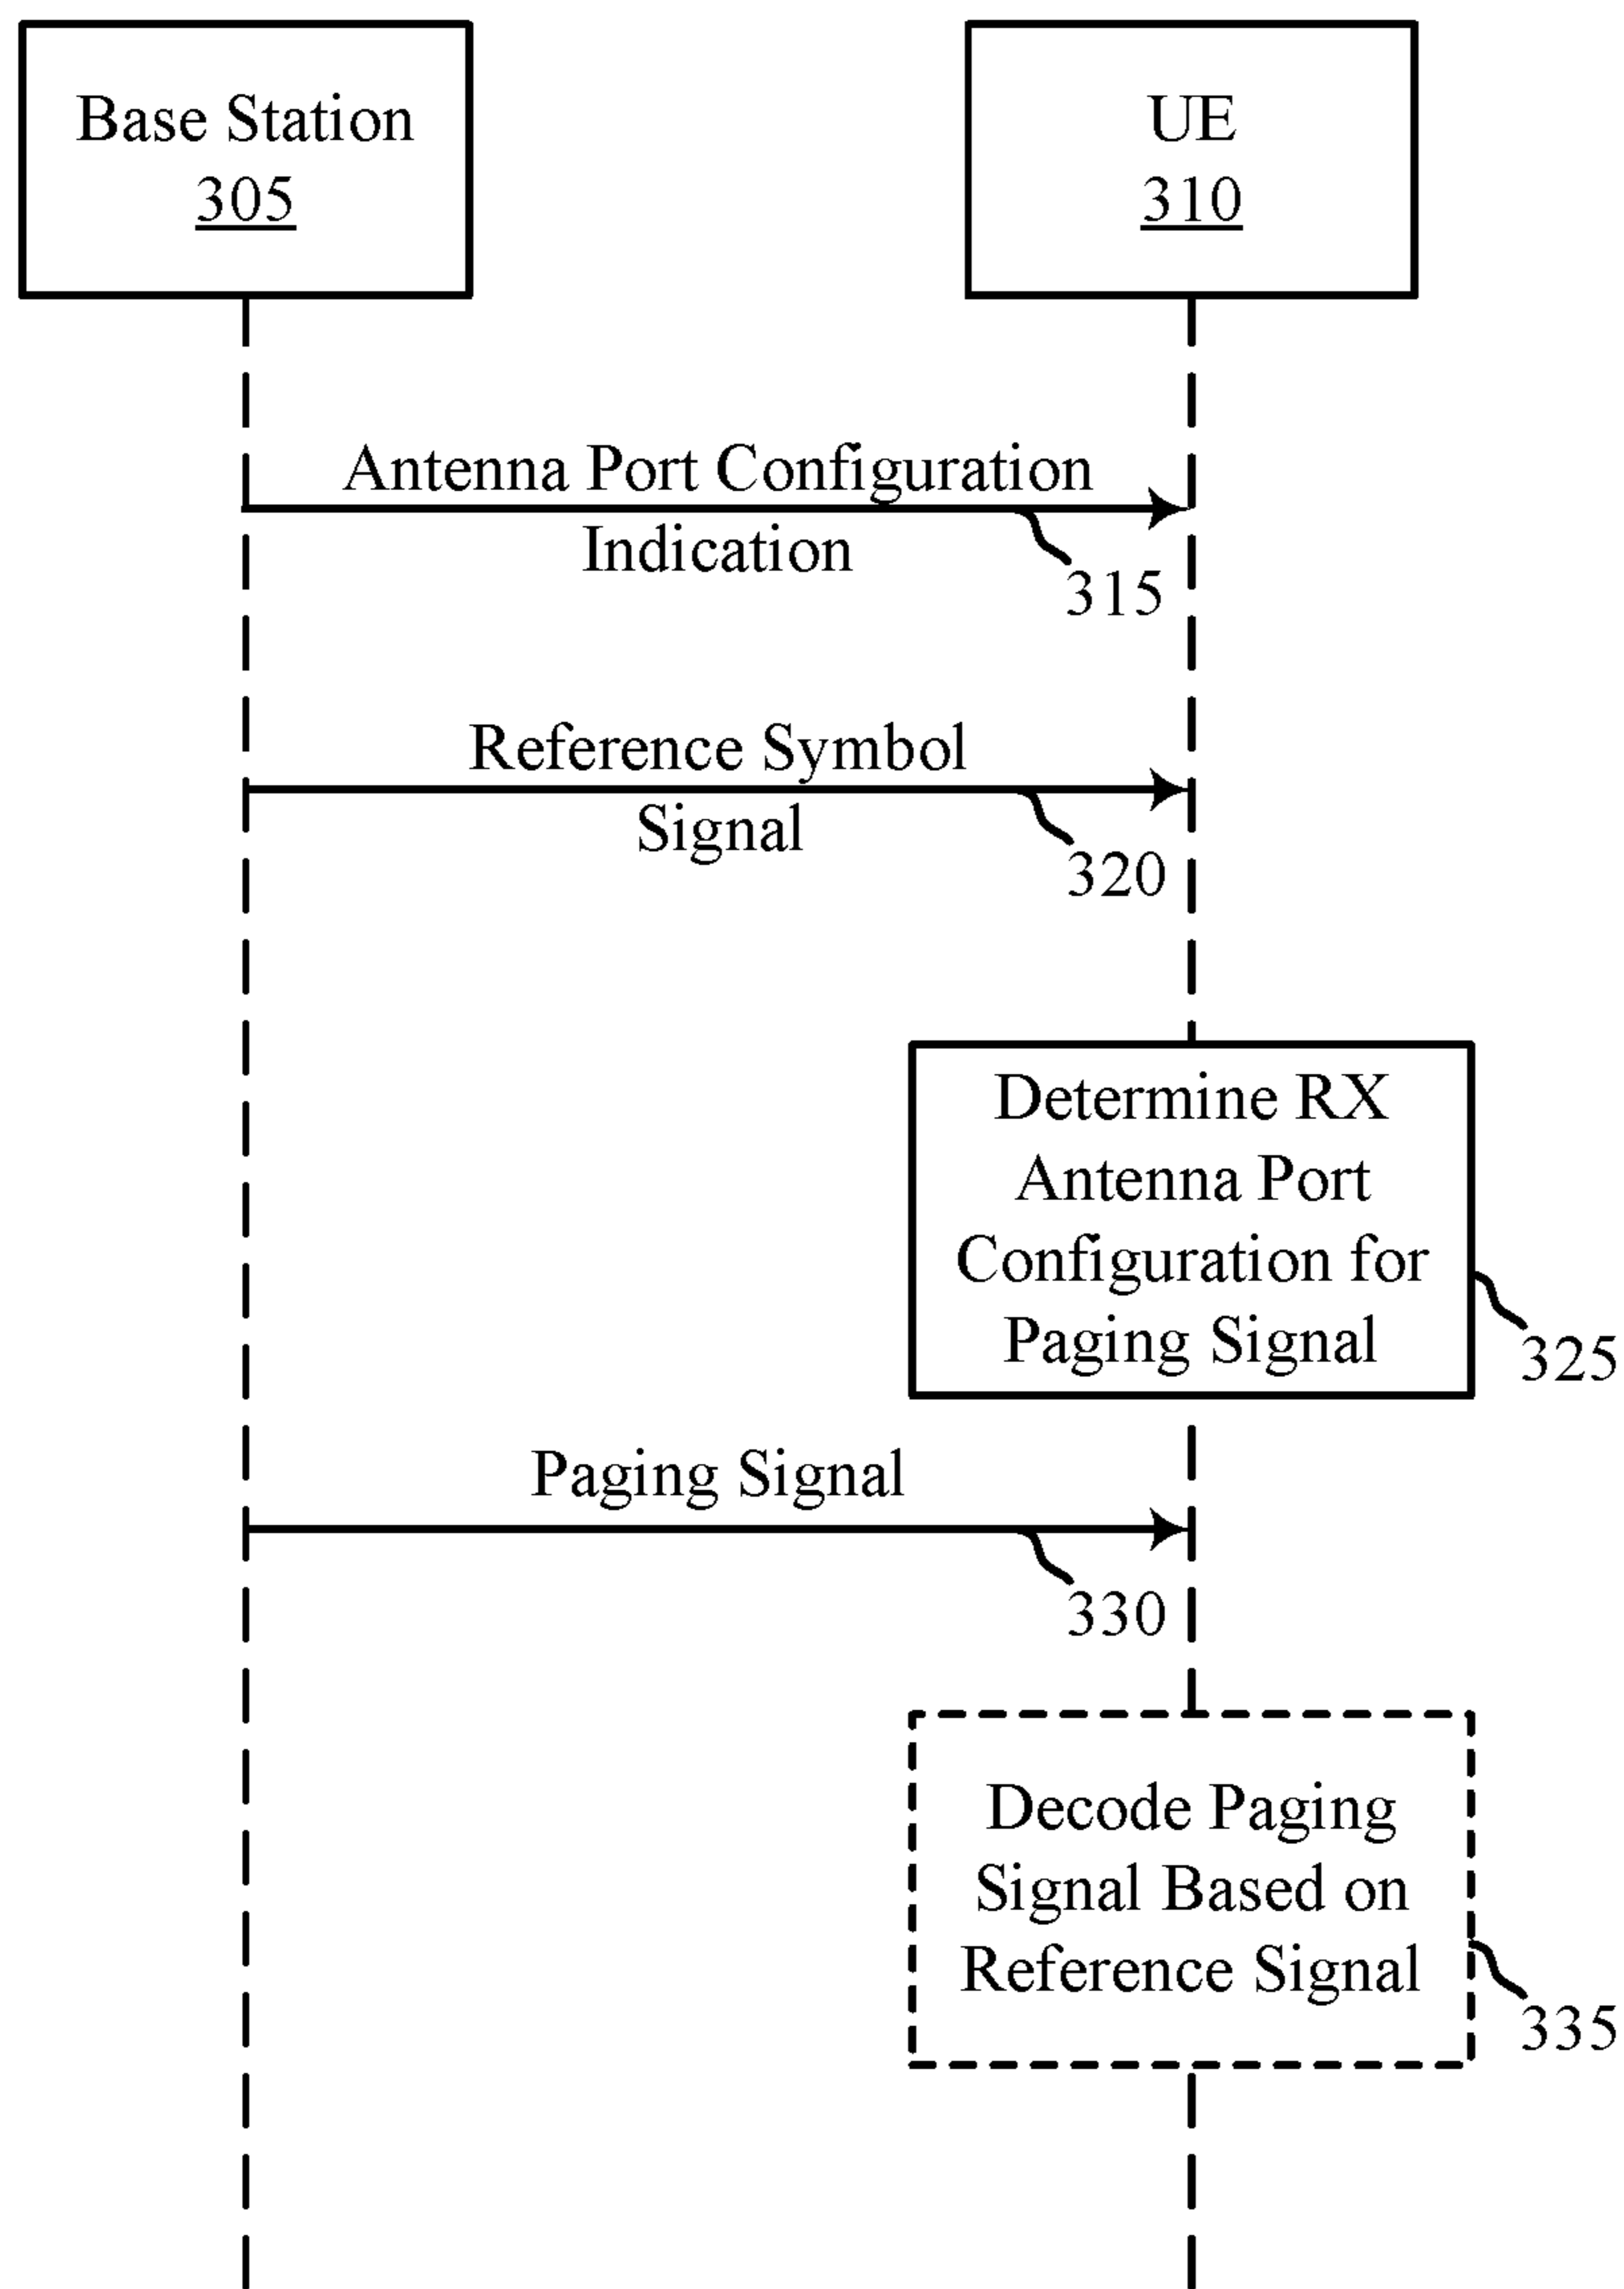 Base Station
305
UE
310
Antenna Port Configuration
Indication
315
Reference Symbol
Signal
320
Determine RX
Antenna Port
Configuration for
Paging Signal
325
Paging Signal
330
Decode Paging
Signal Based on
Reference Signal
335